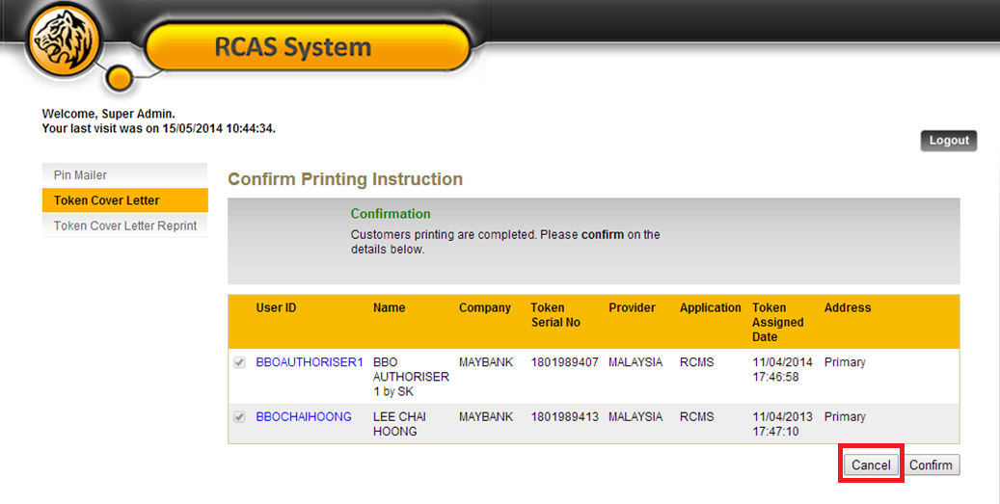 RCAS System
Welcome, Super Admin.
Your last visit was on 15/05/2014 10:44:34.
Logout
Pin Mailer
Token Cover Letter
Token Cover Letter Reprint
Confirm Printing Instruction
Confirmation
Customers printing are completed. Please confirm on the
details below.
User ID Name Company Token Serial No Provider Application Token Assigned Date Address
BBOAUTHORISER1 BBO AUTHORISER 1 by SK MAYBANK 1801989407 MALAYSIA RCMS 11/04/2014 17:46:58 Primary
BBOCHAIHOONG LEE CHAI HOONG MAYBANK 1801989413 MALAYSIA RCMS 11/04/2013 17:47:10 Primary
Cancel Confirm